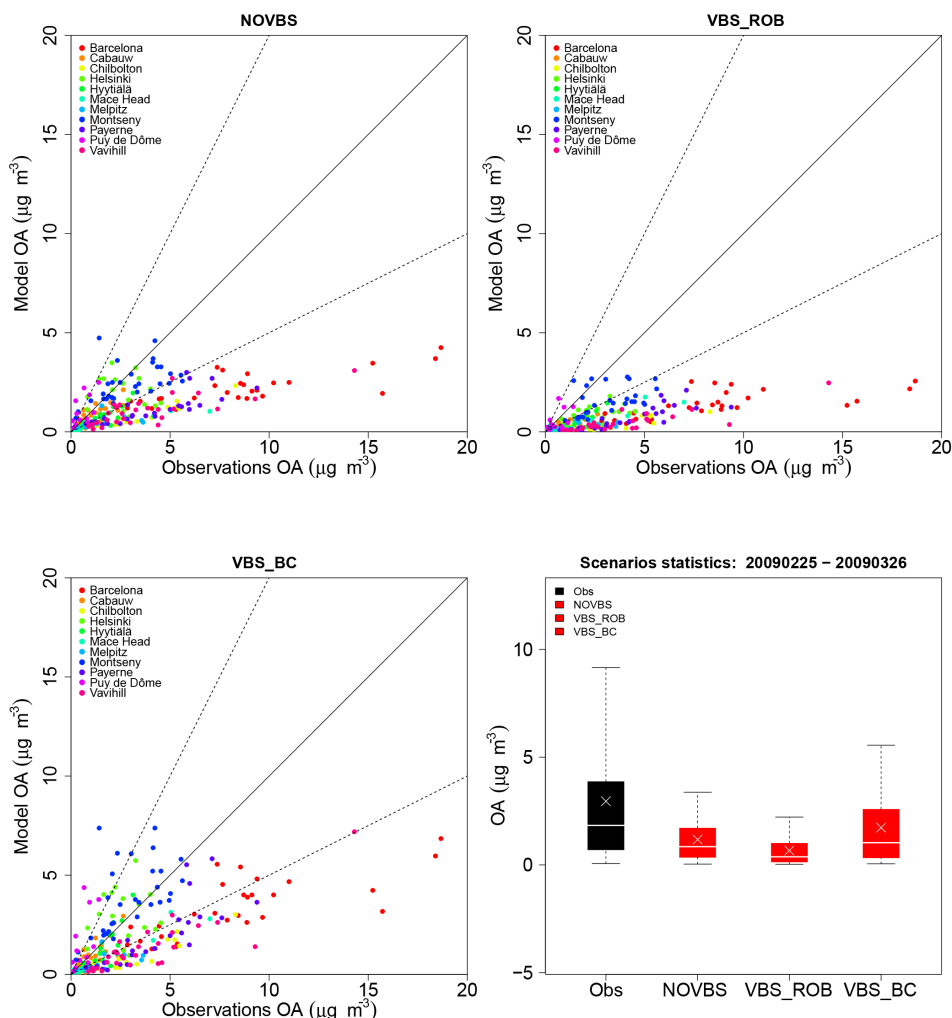 NOVBS
20
15
10
5
0
Model OA (μg m⁻³)
Barcelona
Cabauw
Chilbolton
Helsinki
Hyytiälä
Mace Head
Melpitz
Montseny
Payerne
Puy de Dôme
Vavihill
0 5 10 15 20
Observations OA (μg m⁻³)
VBS_ROB
20
15
10
5
0
Model OA (μg m⁻³)
Barcelona
Cabauw
Chilbolton
Helsinki
Hyytiälä
Mace Head
Melpitz
Montseny
Payerne
Puy de Dôme
Vavihill
0 5 10 15 20
Observations OA (μg m⁻³)
VBS_BC
20
15
10
5
0
Model OA (μg m⁻³)
Barcelona
Cabauw
Chilbolton
Helsinki
Hyytiälä
Mace Head
Melpitz
Montseny
Payerne
Puy de Dôme
Vavihill
0 5 10 15 20
Observations OA (μg m⁻³)
Scenarios statistics: 20090225 − 20090326
10
5
0
−5
OA (μg m⁻³)
Obs
NOVBS
VBS_ROB
VBS_BC
Obs NOVBS VBS_ROB VBS_BC